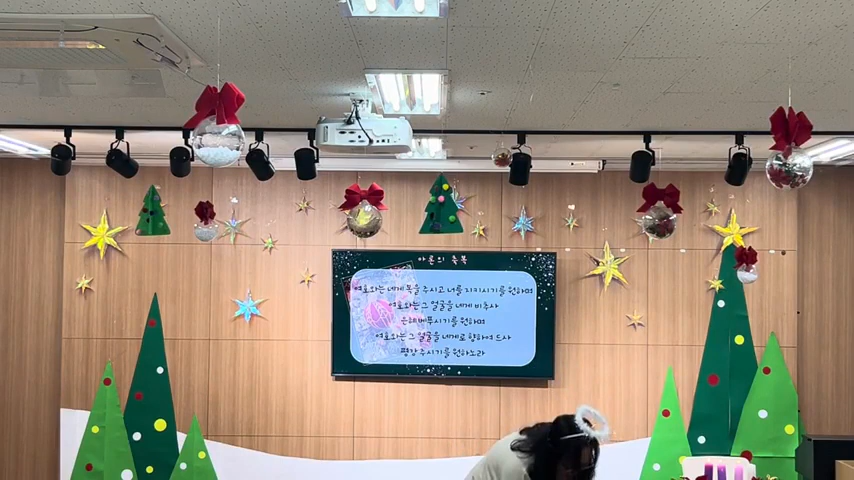 아론의 축복
여호와는 네게 복을 주시고 너를 지키시기를 원하며
여호와는 그 얼굴을 네게 비추사
은혜 베푸시기를 원하며
여호와는 그 얼굴을 네게로 향하여 드사
평강 주시기를 원하노라